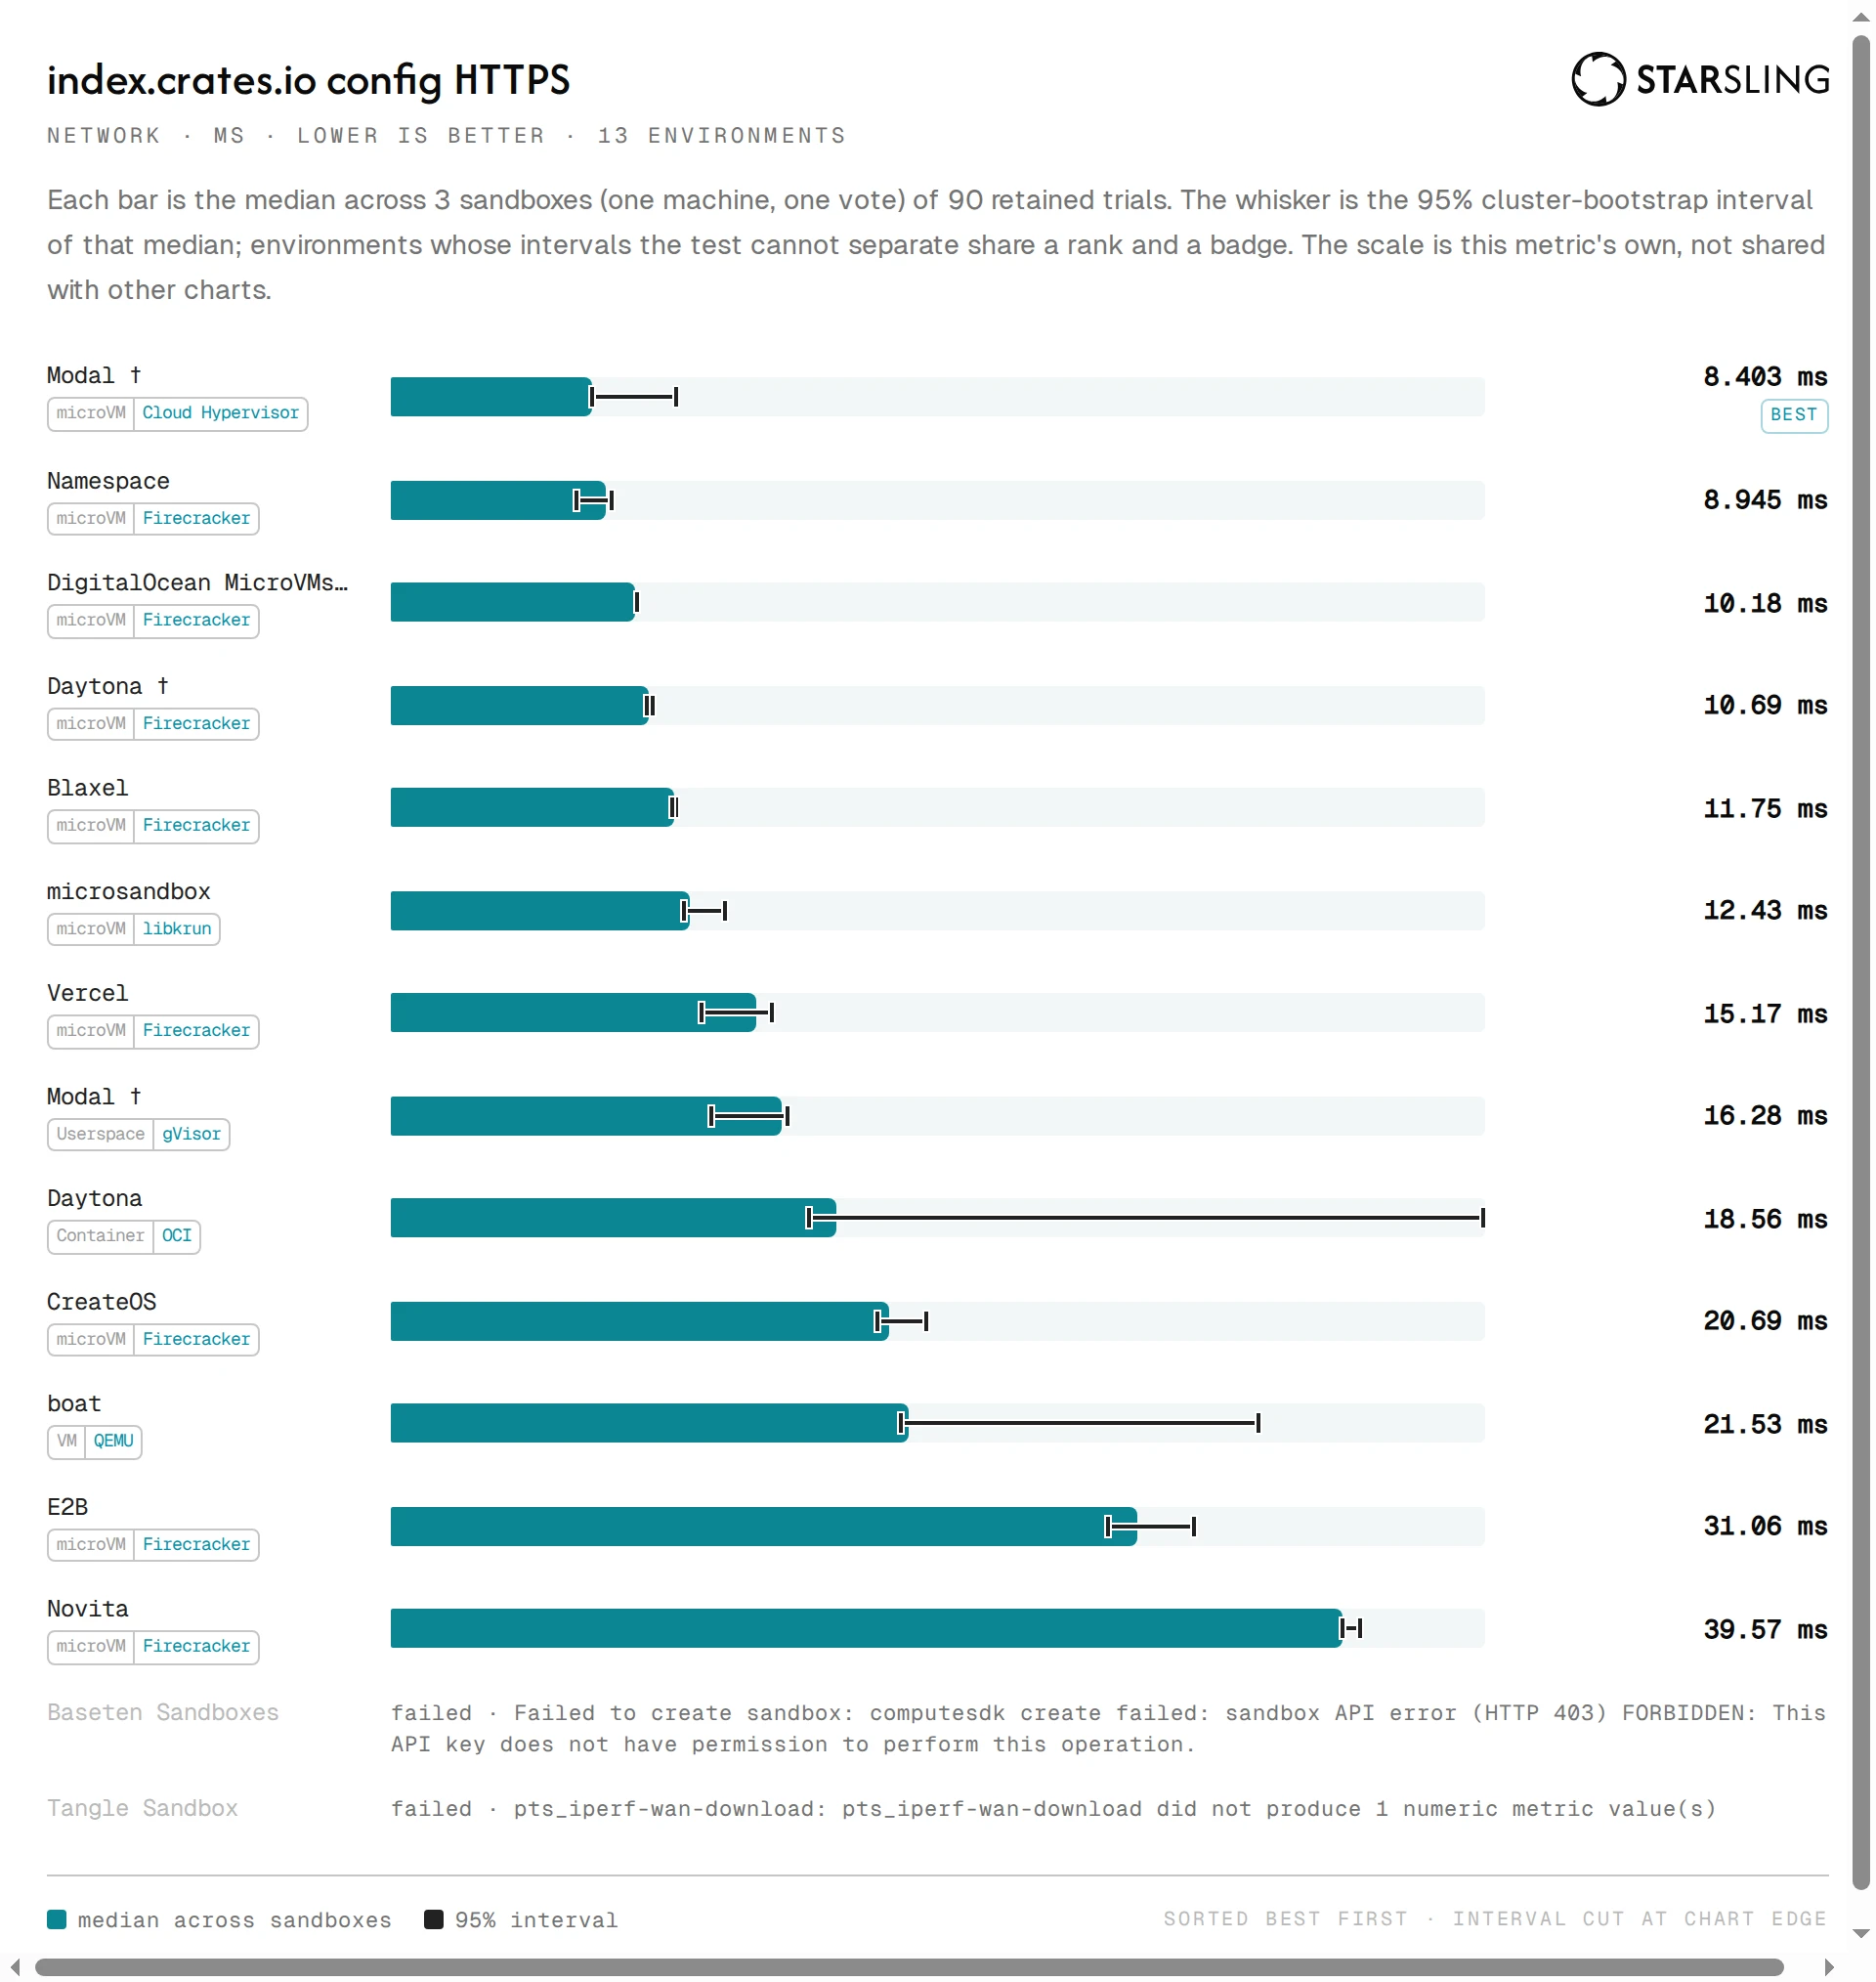 index.crates.io config HTTPS
STARSLING
NETWORK · MS · LOWER IS BETTER · 13 ENVIRONMENTS
Each bar is the median across 3 sandboxes (one machine, one vote) of 90 retained trials. The whisker is the 95% cluster-bootstrap interval
of that median; environments whose intervals the test cannot separate share a rank and a badge. The scale is this metric's own, not shared
with other charts.
Modal †
microVM Cloud Hypervisor
8.403 ms
BEST
Namespace
microVM Firecracker
8.945 ms
DigitalOcean MicroVMs…
microVM Firecracker
10.18 ms
Daytona †
microVM Firecracker
10.69 ms
Blaxel
microVM Firecracker
11.75 ms
microsandbox
microVM libkrun
12.43 ms
Vercel
microVM Firecracker
15.17 ms
Modal †
Userspace gVisor
16.28 ms
Daytona
Container OCI
18.56 ms
CreateOS
microVM Firecracker
20.69 ms
boat
VM QEMU
21.53 ms
E2B
microVM Firecracker
31.06 ms
Novita
microVM Firecracker
39.57 ms
Baseten Sandboxes
failed · Failed to create sandbox: computesdk create failed: sandbox API error (HTTP 403) FORBIDDEN: This
API key does not have permission to perform this operation.
Tangle Sandbox
failed · pts_iperf-wan-download: pts_iperf-wan-download did not produce 1 numeric metric value(s)
median across sandboxes
95% interval
SORTED BEST FIRST · INTERVAL CUT AT CHART EDGE